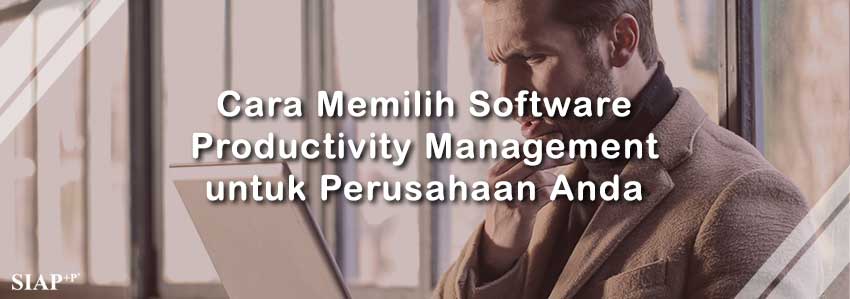 Cara Memilih Software
Productivity Management
untuk Perusahaan Anda
SIAP+P